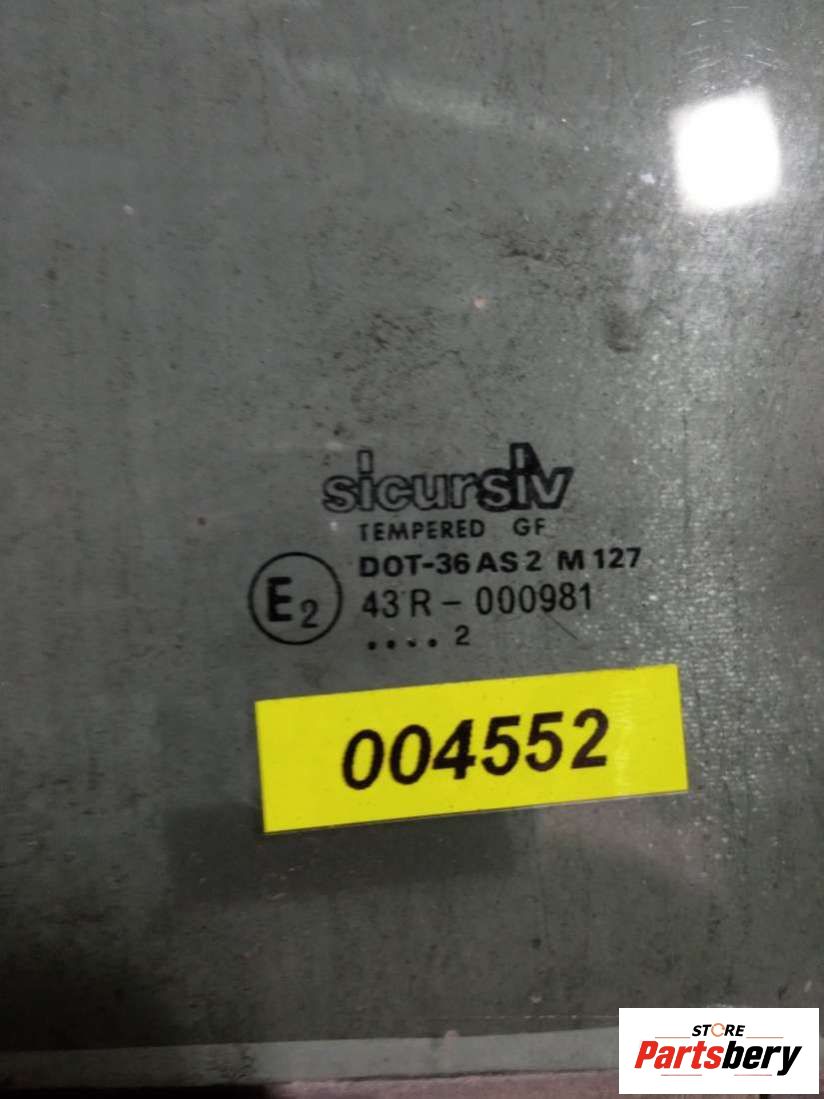 sicursiv
TEMPERED GF
DOT-36 AS 2 M 127
E2 43 R - 000981
.... 2
004552
STORE
Partsbery